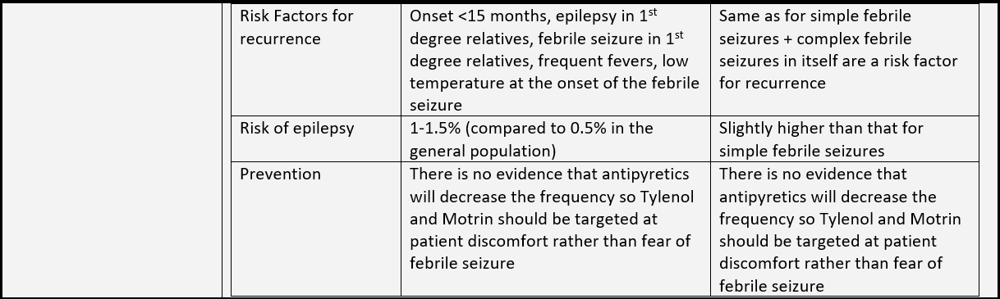 Risk Factors for
recurrence
Onset <15 months, epilepsy in 1st
degree relatives, febrile seizure in 1st
degree relatives, frequent fevers, low
temperature at the onset of the febrile
seizure
Same as for simple febrile
seizures + complex febrile
seizures in itself are a risk factor
for recurrence
Risk of epilepsy
1-1.5% (compared to 0.5% in the
general population)
Slightly higher than that for
simple febrile seizures
Prevention
There is no evidence that antipyretics
will decrease the frequency so Tylenol
and Motrin should be targeted at
patient discomfort rather than fear of
febrile seizure
There is no evidence that
antipyretics will decrease the
frequency so Tylenol and Motrin
should be targeted at patient
discomfort rather than fear of
febrile seizure